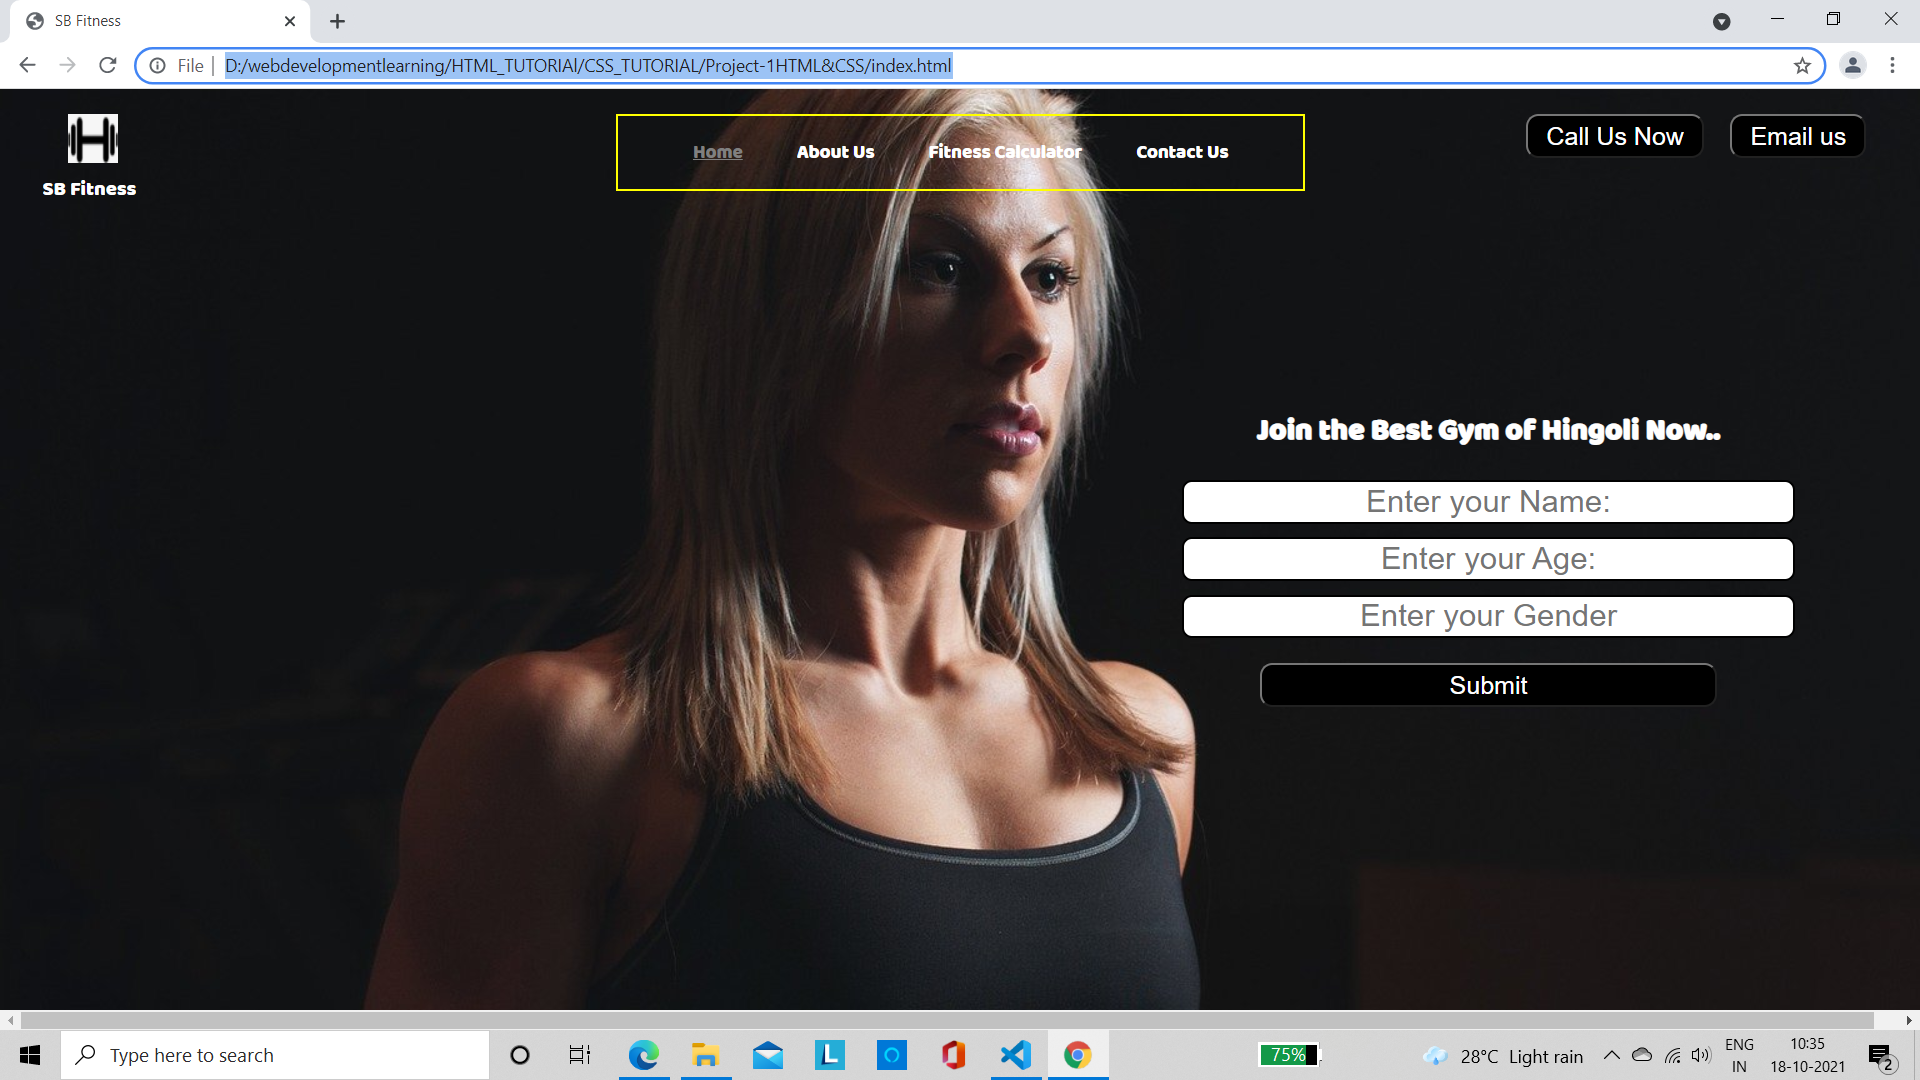 SB Fitness
File
D:/webdevelopmentlearning/HTML_TUTORIAl/CSS_TUTORIAL/Project-1HTML&CSS/index.html
SB Fitness
Home About Us Fitness Calculator Contact Us
Call Us Now Email us
Join the Best Gym of Hingoli Now..
Enter your Name:
Enter your Age:
Enter your Gender
Submit
Type here to search
L
75%
28°C Light rain
ENG
IN
10:35
18-10-2021
2